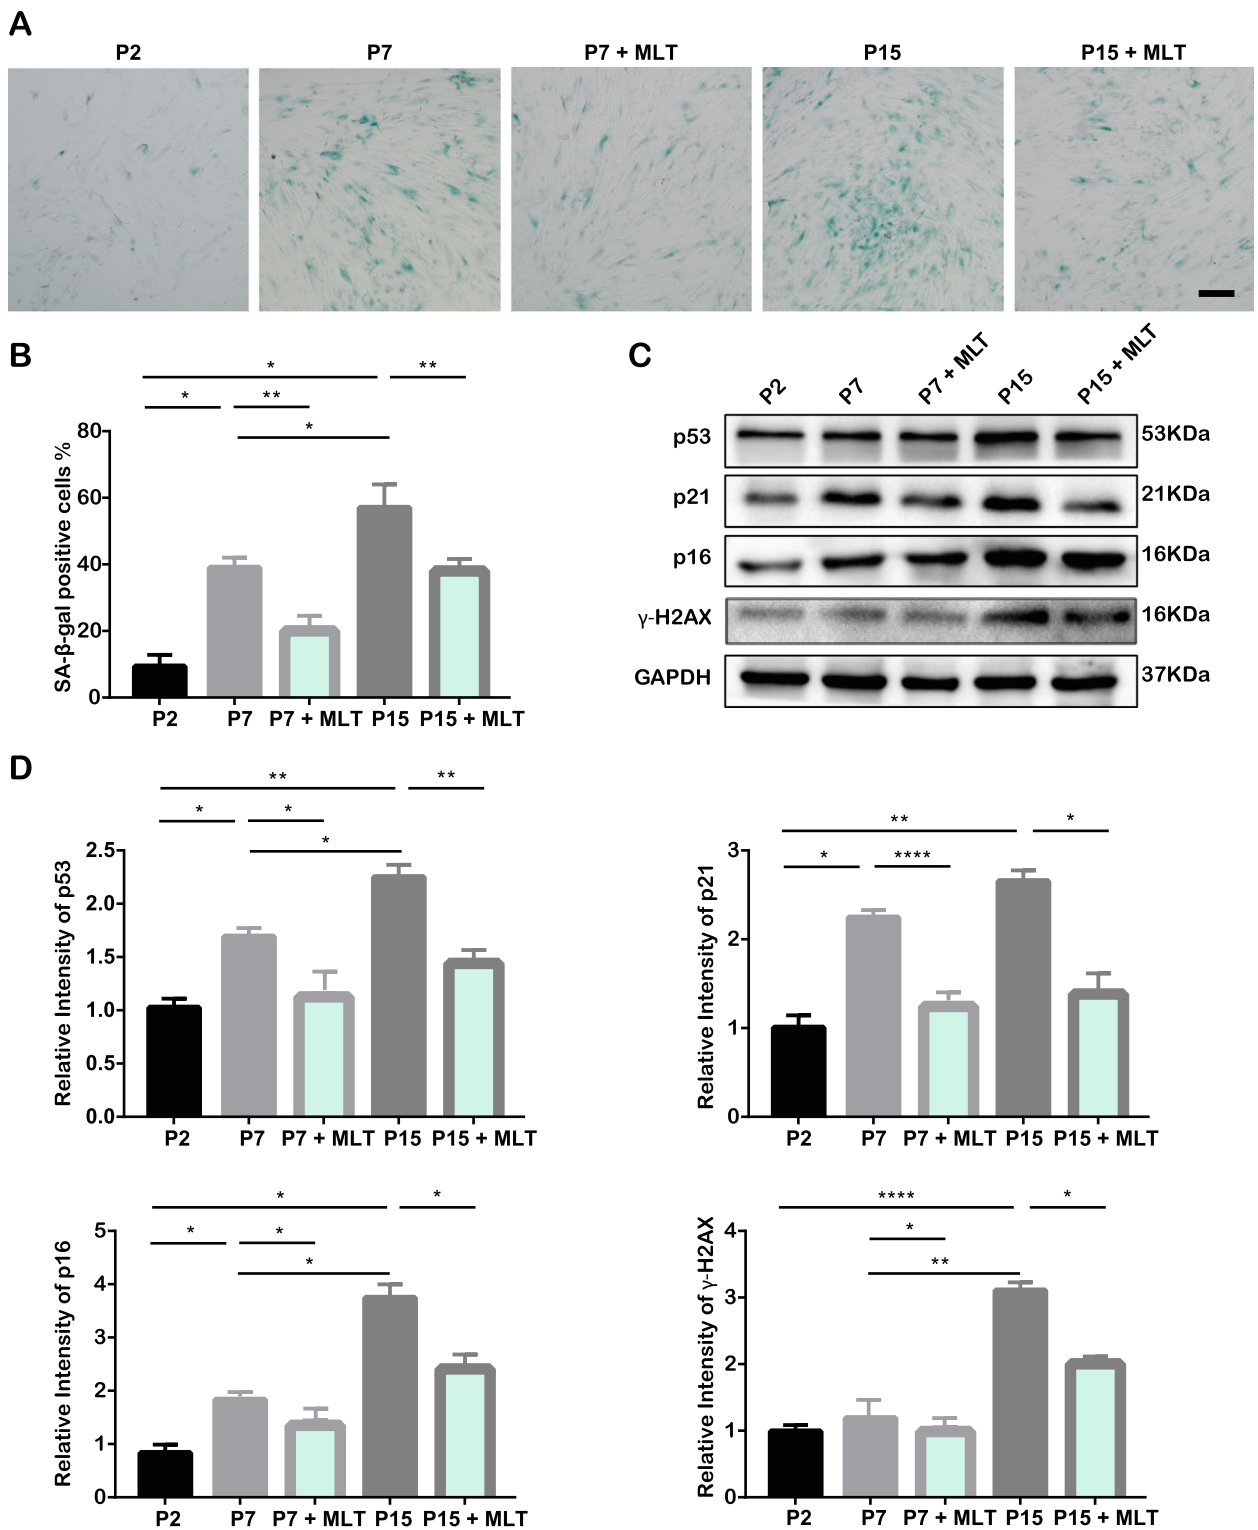 A
P2 P7 P7 + MLT P15 P15 + MLT
B
* **
* **
*
SA-β-gal positive cells %
80
60
40
20
0
P2 P7 P7 + MLT P15 P15 + MLT
C
P2 P7 P7 + MLT P15 P15 + MLT
p53 53KDa
p21 21KDa
p16 16KDa
γ-H2AX 16KDa
GAPDH 37KDa
D
** **
* *
*
Relative Intensity of p53
2.5
2.0
1.5
1.0
0.5
0.0
P2 P7 P7 + MLT P15 P15 + MLT
** *
* ****
Relative Intensity of p21
3
2
1
0
P2 P7 P7 + MLT P15 P15 + MLT
* *
* *
*
Relative Intensity of p16
5
4
3
2
1
0
P2 P7 P7 + MLT P15 P15 + MLT
**** *
*
**
Relative Intensity of γ-H2AX
4
3
2
1
0
P2 P7 P7 + MLT P15 P15 + MLT